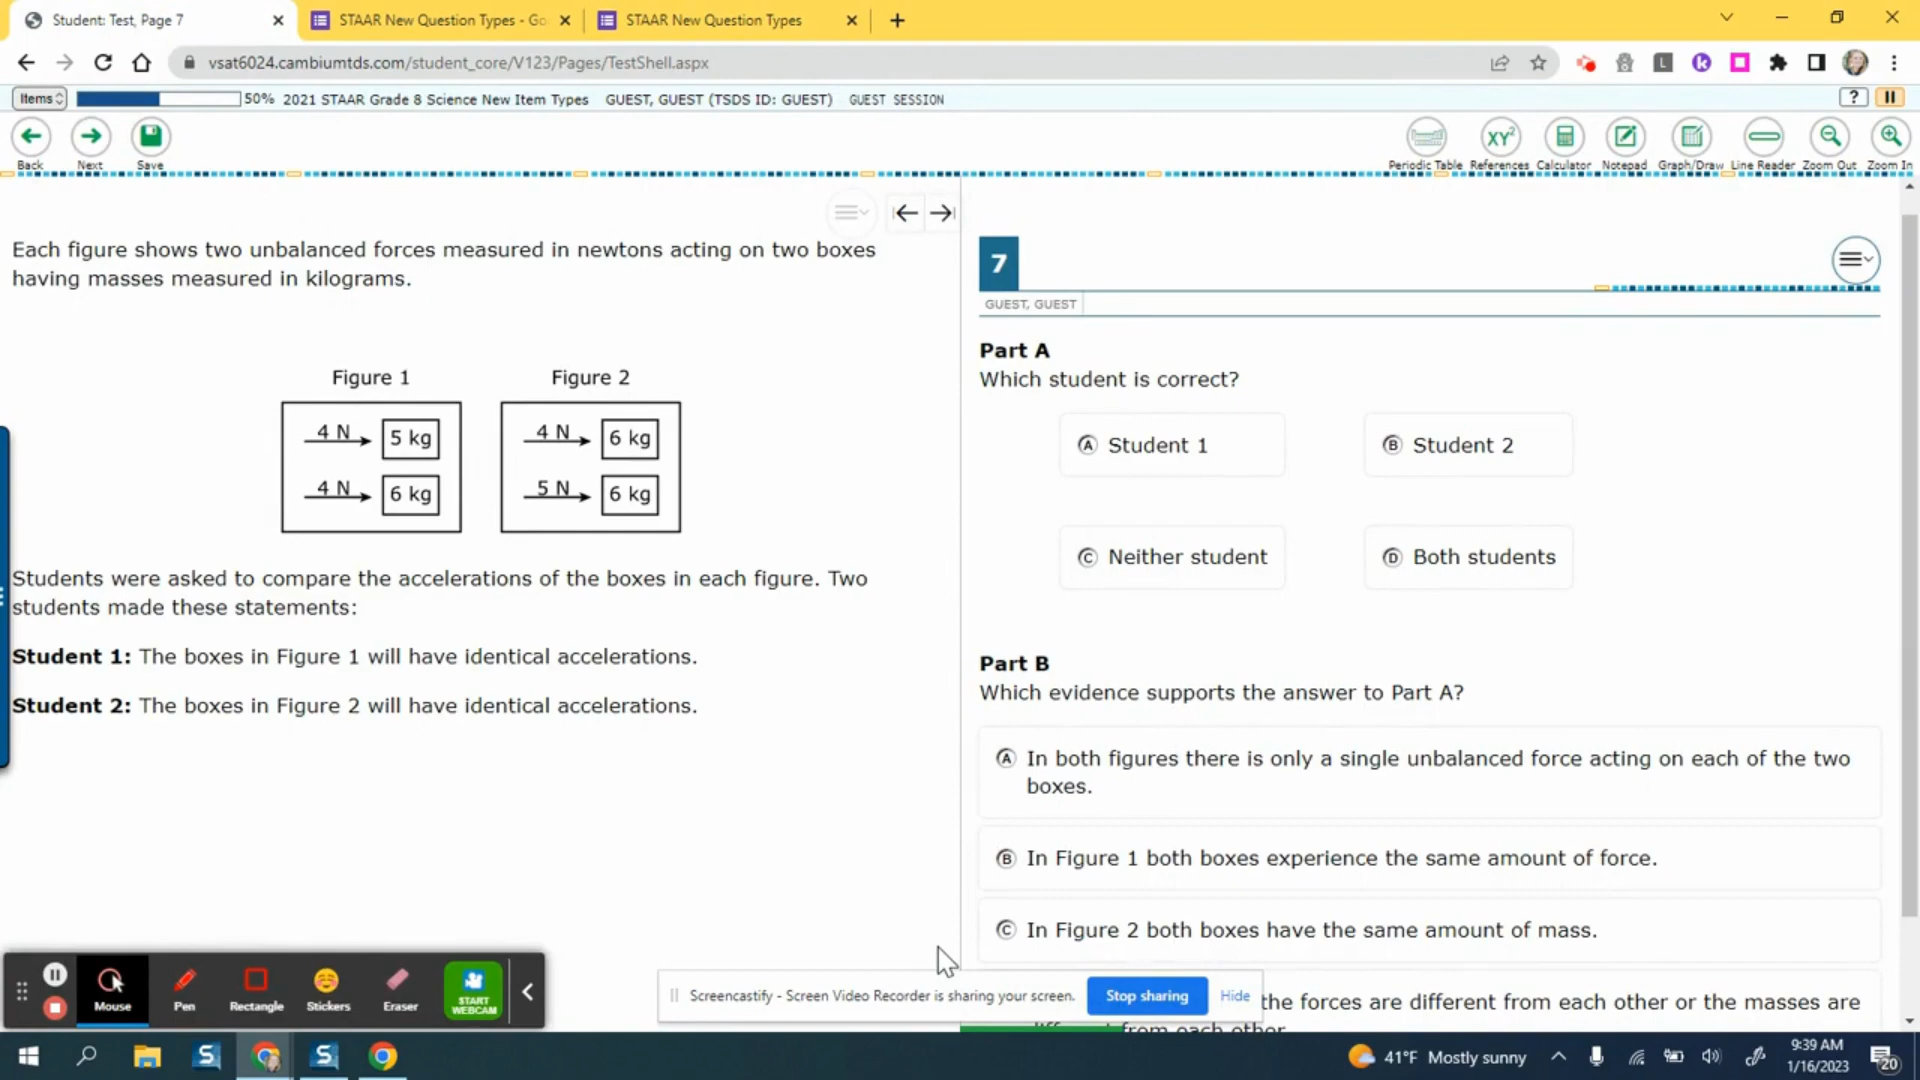 Student: Test, Page 7
STAAR New Question Types - Go
STAAR New Question Types
vsat6024.cambiumtds.com/student_core/V123/Pages/TestShell.aspx
Items 50% 2021 STAAR Grade 8 Science New Item Types GUEST, GUEST (TSDS ID: GUEST) GUEST SESSION ?
Back Next Save Periodic Table References Calculator Notepad Graph/Draw Line Reader Zoom Out Zoom In
XY²
Each figure shows two unbalanced forces measured in newtons acting on two boxes
having masses measured in kilograms.
Figure 1 Figure 2
4 N 5 kg 4 N 6 kg
4 N 6 kg 5 N 6 kg
Students were asked to compare the accelerations of the boxes in each figure. Two
students made these statements:
Student 1: The boxes in Figure 1 will have identical accelerations.
Student 2: The boxes in Figure 2 will have identical accelerations.
7
GUEST, GUEST
Part A
Which student is correct?
A Student 1
B Student 2
C Neither student
D Both students
Part B
Which evidence supports the answer to Part A?
A In both figures there is only a single unbalanced force acting on each of the two
boxes.
B In Figure 1 both boxes experience the same amount of force.
C In Figure 2 both boxes have the same amount of mass.
the forces are different from each other or the masses are
from each other
Mouse Pen Rectangle Stickers Eraser START
WEBCAM
Screencastify - Screen Video Recorder is sharing your screen. Stop sharing Hide
41°F Mostly sunny
9:39 AM
1/16/2023
20